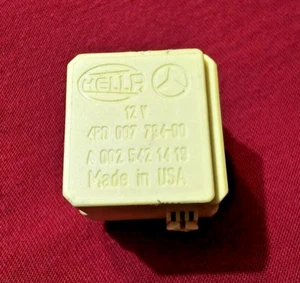 HELLA
12 V
4RD 007 794-00
A 002 542 14 19
Made in USA